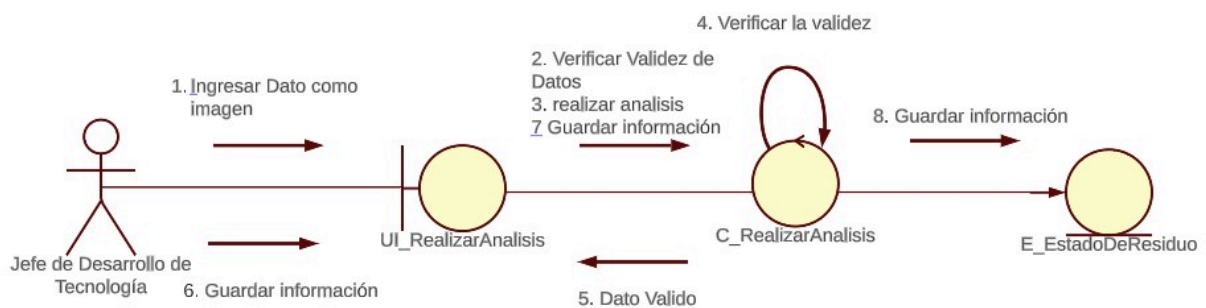 4. Verificar la validez
1. Ingresar Dato como
imagen
2. Verificar Validez de
Datos
3. realizar analisis
7 Guardar información
8. Guardar información
UI_RealizarAnalisis
C_RealizarAnalisis
E_EstadoDeResiduo
Jefe de Desarrollo de
Tecnología
6. Guardar información
5. Dato Valido